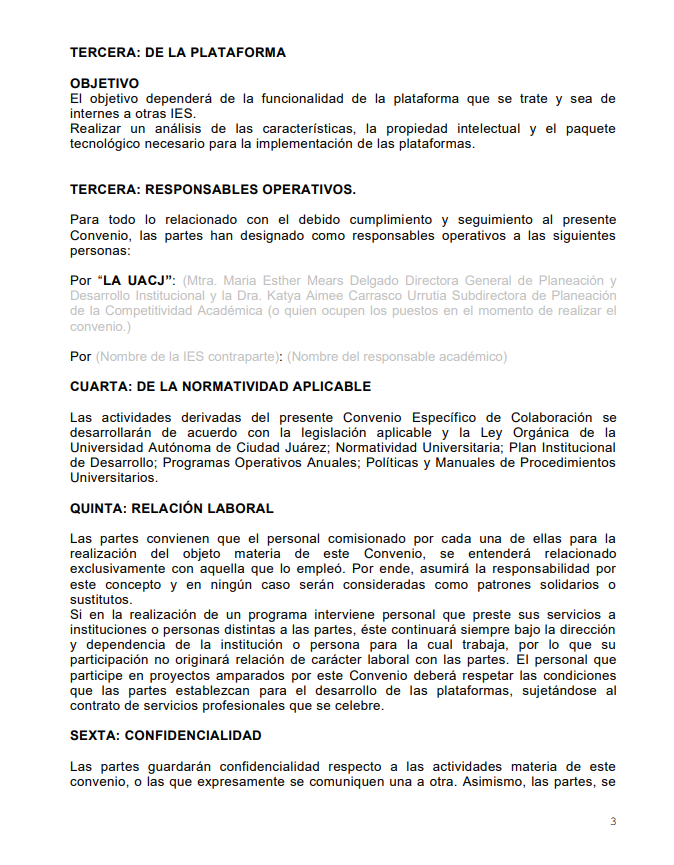 TERCERA: DE LA PLATAFORMA
OBJETIVO
El objetivo dependerá de la funcionalidad de la plataforma que se trate y sea de
internes a otras IES.
Realizar un análisis de las características, la propiedad intelectual y el paquete
tecnológico necesario para la implementación de las plataformas.
TERCERA: RESPONSABLES OPERATIVOS.
Para todo lo relacionado con el debido cumplimiento y seguimiento al presente
Convenio, las partes han designado como responsables operativos a las siguientes
personas:
Por “LA UACJ”: (Mtra. Maria Esther Mears Delgado Directora General de Planeación y
Desarrollo Institucional y la Dra. Katya Aimee Carrasco Urrutia Subdirectora de Planeación
de la Competitividad Académica (o quien ocupen los puestos en el momento de realizar el
convenio.)
Por (Nombre de la IES contraparte): (Nombre del responsable académico)
CUARTA: DE LA NORMATIVIDAD APLICABLE
Las actividades derivadas del presente Convenio Específico de Colaboración se
desarrollarán de acuerdo con la legislación aplicable y la Ley Orgánica de la
Universidad Autónoma de Ciudad Juárez; Normatividad Universitaria; Plan Institucional
de Desarrollo; Programas Operativos Anuales; Políticas y Manuales de Procedimientos
Universitarios.
QUINTA: RELACIÓN LABORAL
Las partes convienen que el personal comisionado por cada una de ellas para la
realización del objeto materia de este Convenio, se entenderá relacionado
exclusivamente con aquella que lo empleó. Por ende, asumirá la responsabilidad por
este concepto y en ningún caso serán consideradas como patrones solidarios o
sustitutos.
Si en la realización de un programa interviene personal que preste sus servicios a
instituciones o personas distintas a las partes, éste continuará siempre bajo la dirección
y dependencia de la institución o persona para la cual trabaja, por lo que su
participación no originará relación de carácter laboral con las partes. El personal que
participe en proyectos amparados por este Convenio deberá respetar las condiciones
que las partes establezcan para el desarrollo de las plataformas, sujetándose al
contrato de servicios profesionales que se celebre.
SEXTA: CONFIDENCIALIDAD
Las partes guardarán confidencialidad respecto a las actividades materia de este
convenio, o las que expresamente se comuniquen una a otra. Asimismo, las partes, se
3